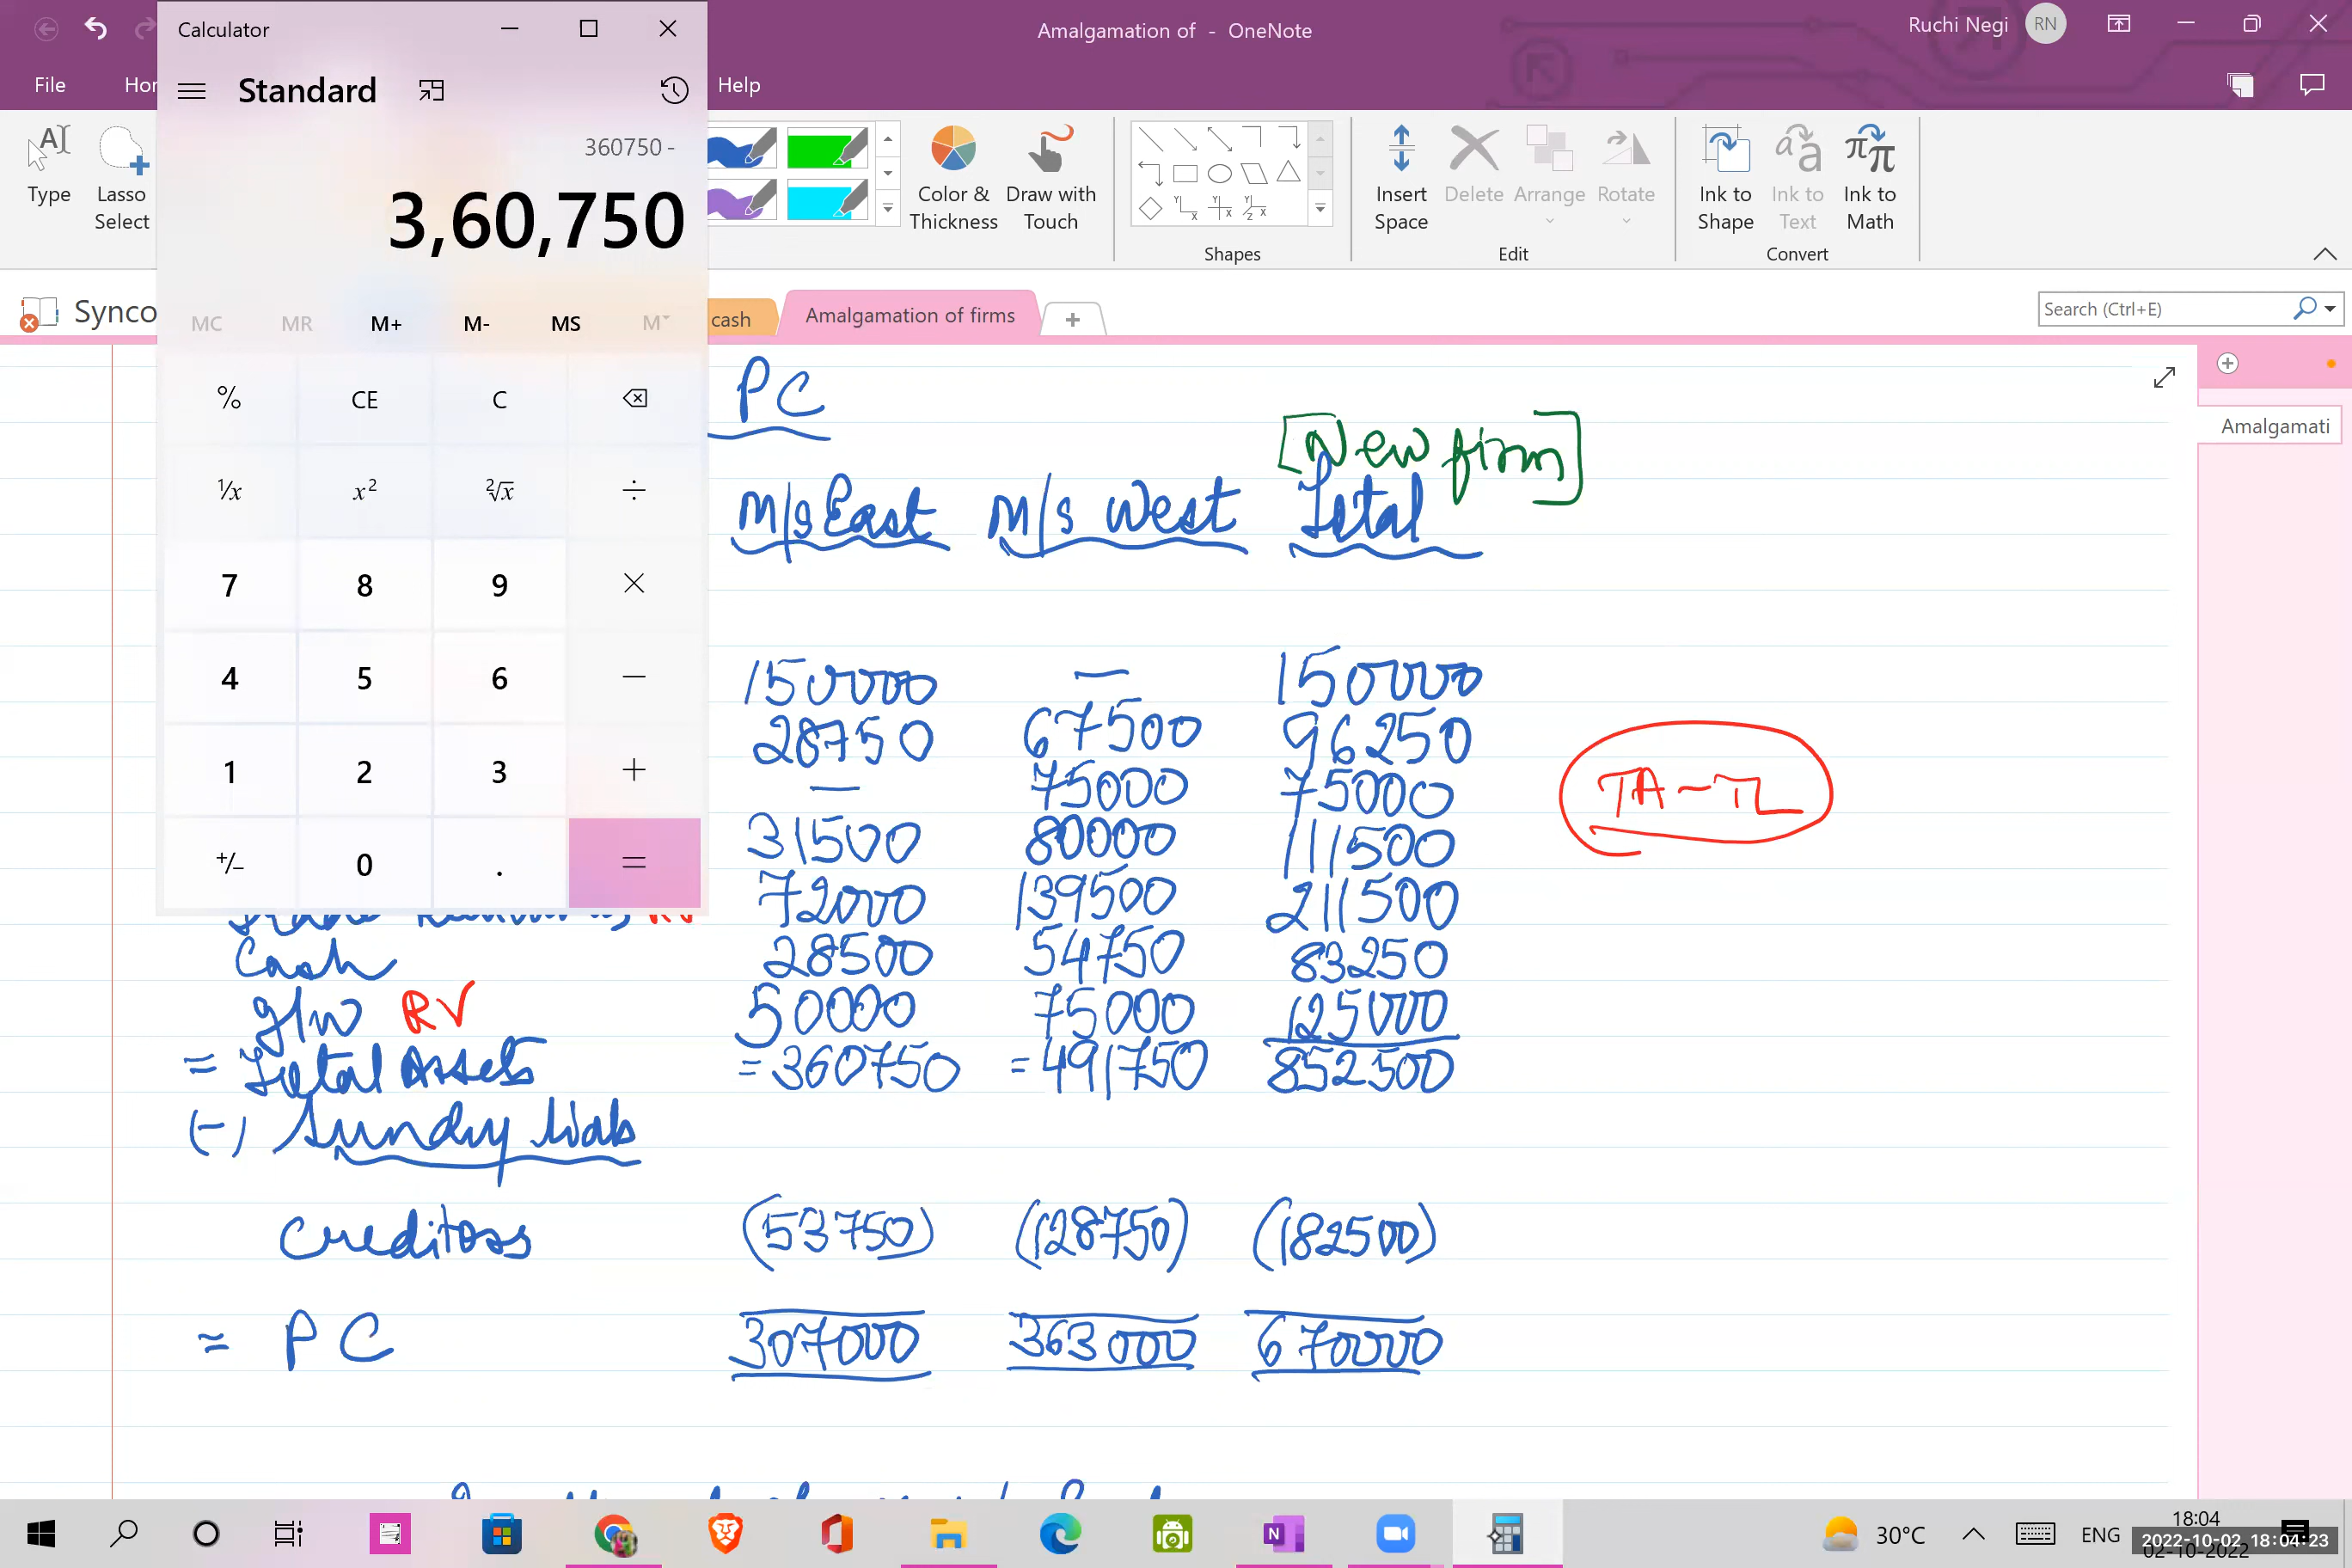 Calculator
Amalgamation of - OneNote
Ruchi Negi RN
File Hor Help
Standard
360750 -
3,60,750
MC MR M+ M- MS M
% CE C
¹/x x² ²√x ÷
7 8 9 ×
4 5 6 −
1 2 3 +
+/− 0 . =
Type
Lasso
Select
Color &
Thickness
Draw with
Touch
Shapes
Insert
Space
Delete Arrange Rotate
Edit
Ink to
Shape
Ink to
Text
Ink to
Math
Convert
Synco cash Amalgamation of firms +
Search (Ctrl+E)
Amalgamati
PC
[New firm]
M/s East M/s West Total
150000 — 150000
28750 67500 96250
— 75000 75000
TA - TL
31500 80000 111500
RV 72000 139500 211500
Cash 28500 54750 83250
g/w RV 50000 75000 125000
= Total Assets = 360750 = 491750 852500
(-) Sundry liab
Creditors (53750) (128750) (182500)
= PC 307000 363000 670000
30°C ENG
18:04
2022-10-02 18:04:23
02-10-2022